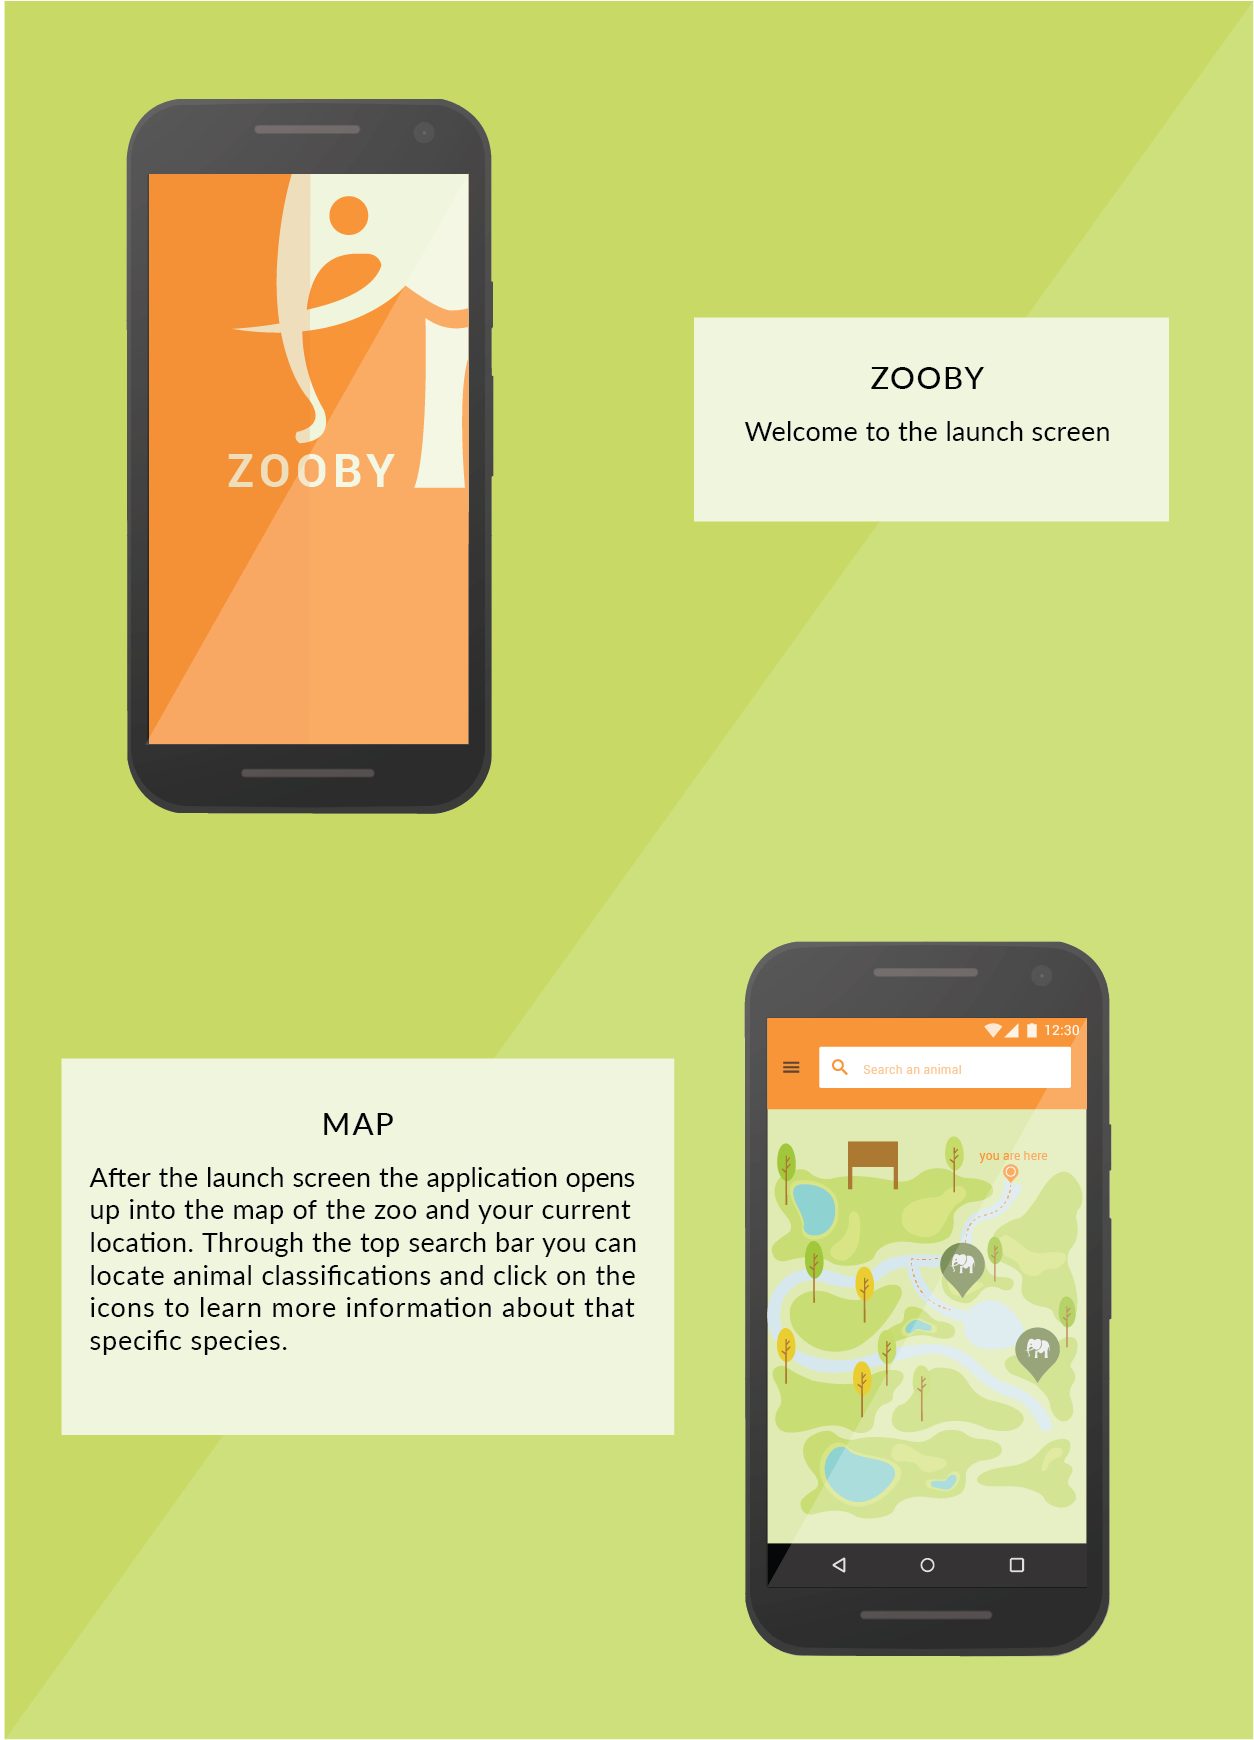 ZOOBY
ZOOBY
Welcome to the launch screen
12:30
Search an animal
you are here
MAP
After the launch screen the application opens
up into the map of the zoo and your current
location. Through the top search bar you can
locate animal classifications and click on the
icons to learn more information about that
specific species.